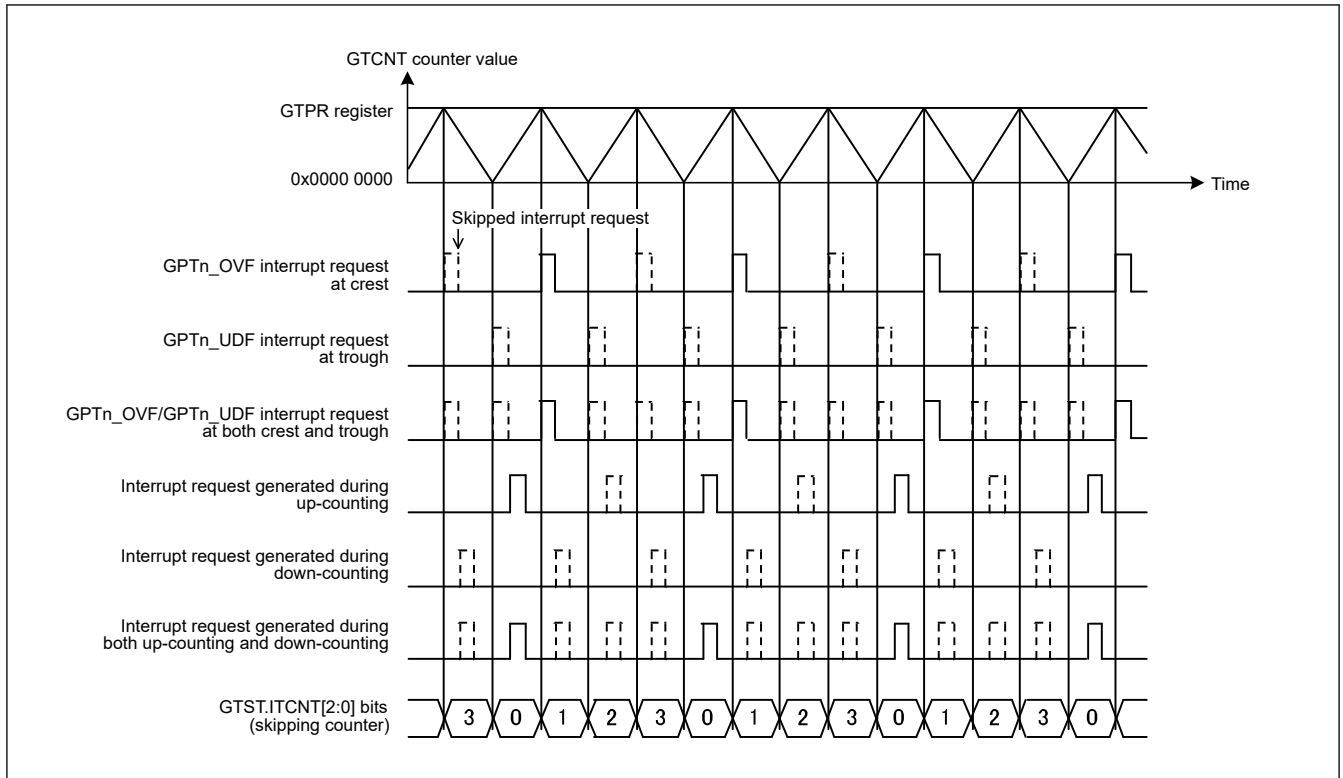 GTCNT counter value
GTPR register
0x0000 0000
Time
Skipped interrupt request
GPTn_OVF interrupt request
at crest
GPTn_UDF interrupt request
at trough
GPTn_OVF/GPTn_UDF interrupt request
at both crest and trough
Interrupt request generated during
up-counting
Interrupt request generated during
down-counting
Interrupt request generated during
both up-counting and down-counting
GTST.ITCNT[2:0] bits
(skipping counter)
3 0 1 2 3 0 1 2 3 0 1 2 3 0